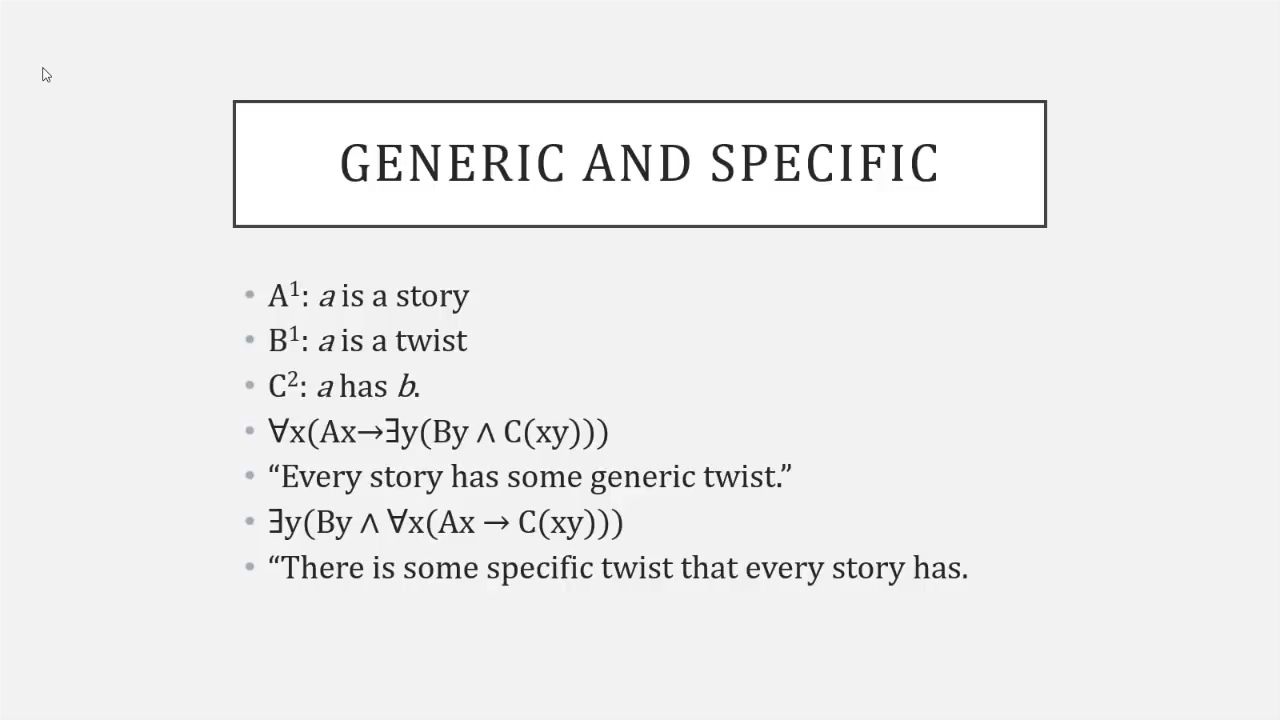 GENERIC AND SPECIFIC
• A¹: a is a story
• B¹: a is a twist
• C²: a has b.
• ∀x(Ax→∃y(By ∧ C(xy)))
• “Every story has some generic twist.”
• ∃y(By ∧ ∀x(Ax → C(xy)))
• “There is some specific twist that every story has.